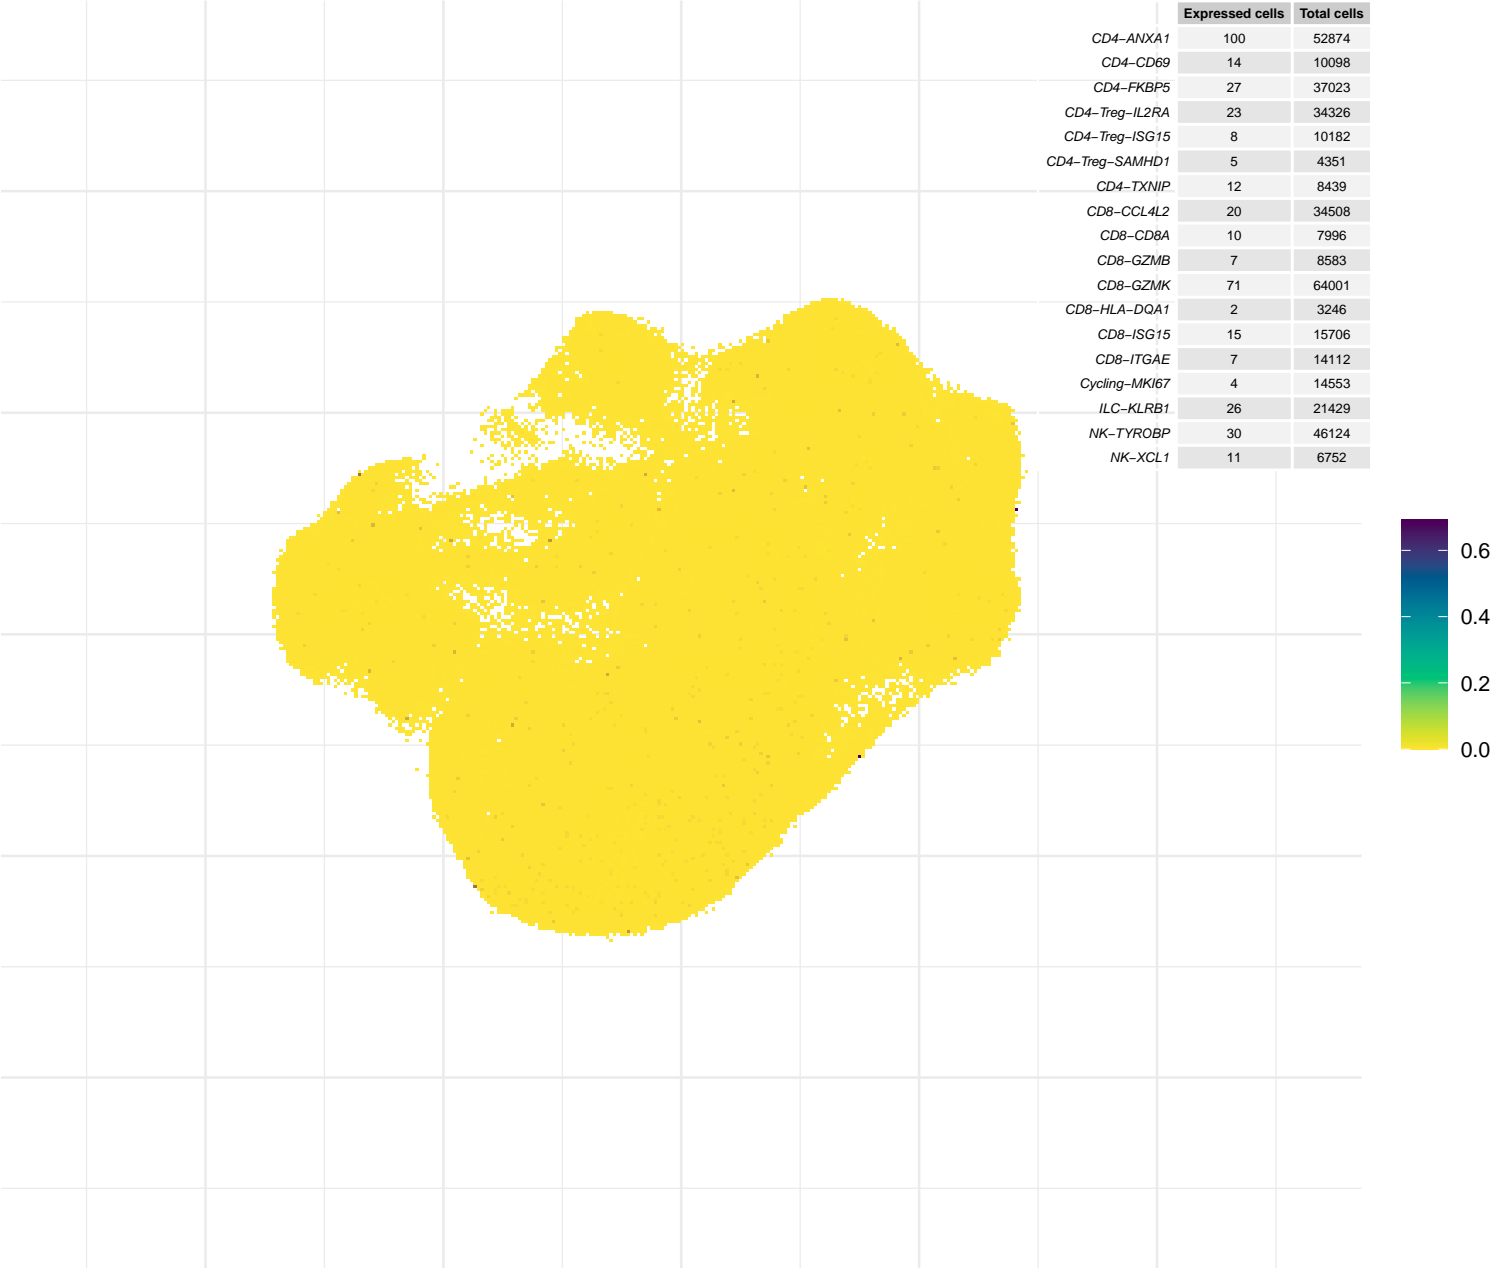 Expressed cells Total cells
CD4−ANXA1 100 52874
CD4−CD69 14 10098
CD4−FKBP5 27 37023
CD4−Treg−IL2RA 23 34326
CD4−Treg−ISG15 8 10182
CD4−Treg−SAMHD1 5 4351
CD4−TXNIP 12 8439
CD8−CCL4L2 20 34508
CD8−CD8A 10 7996
CD8−GZMB 7 8583
CD8−GZMK 71 64001
CD8−HLA−DQA1 2 3246
CD8−ISG15 15 15706
CD8−ITGAE 7 14112
Cycling−MKI67 4 14553
ILC−KLRB1 26 21429
NK−TYROBP 30 46124
NK−XCL1 11 6752
0.6
0.4
0.2
0.0